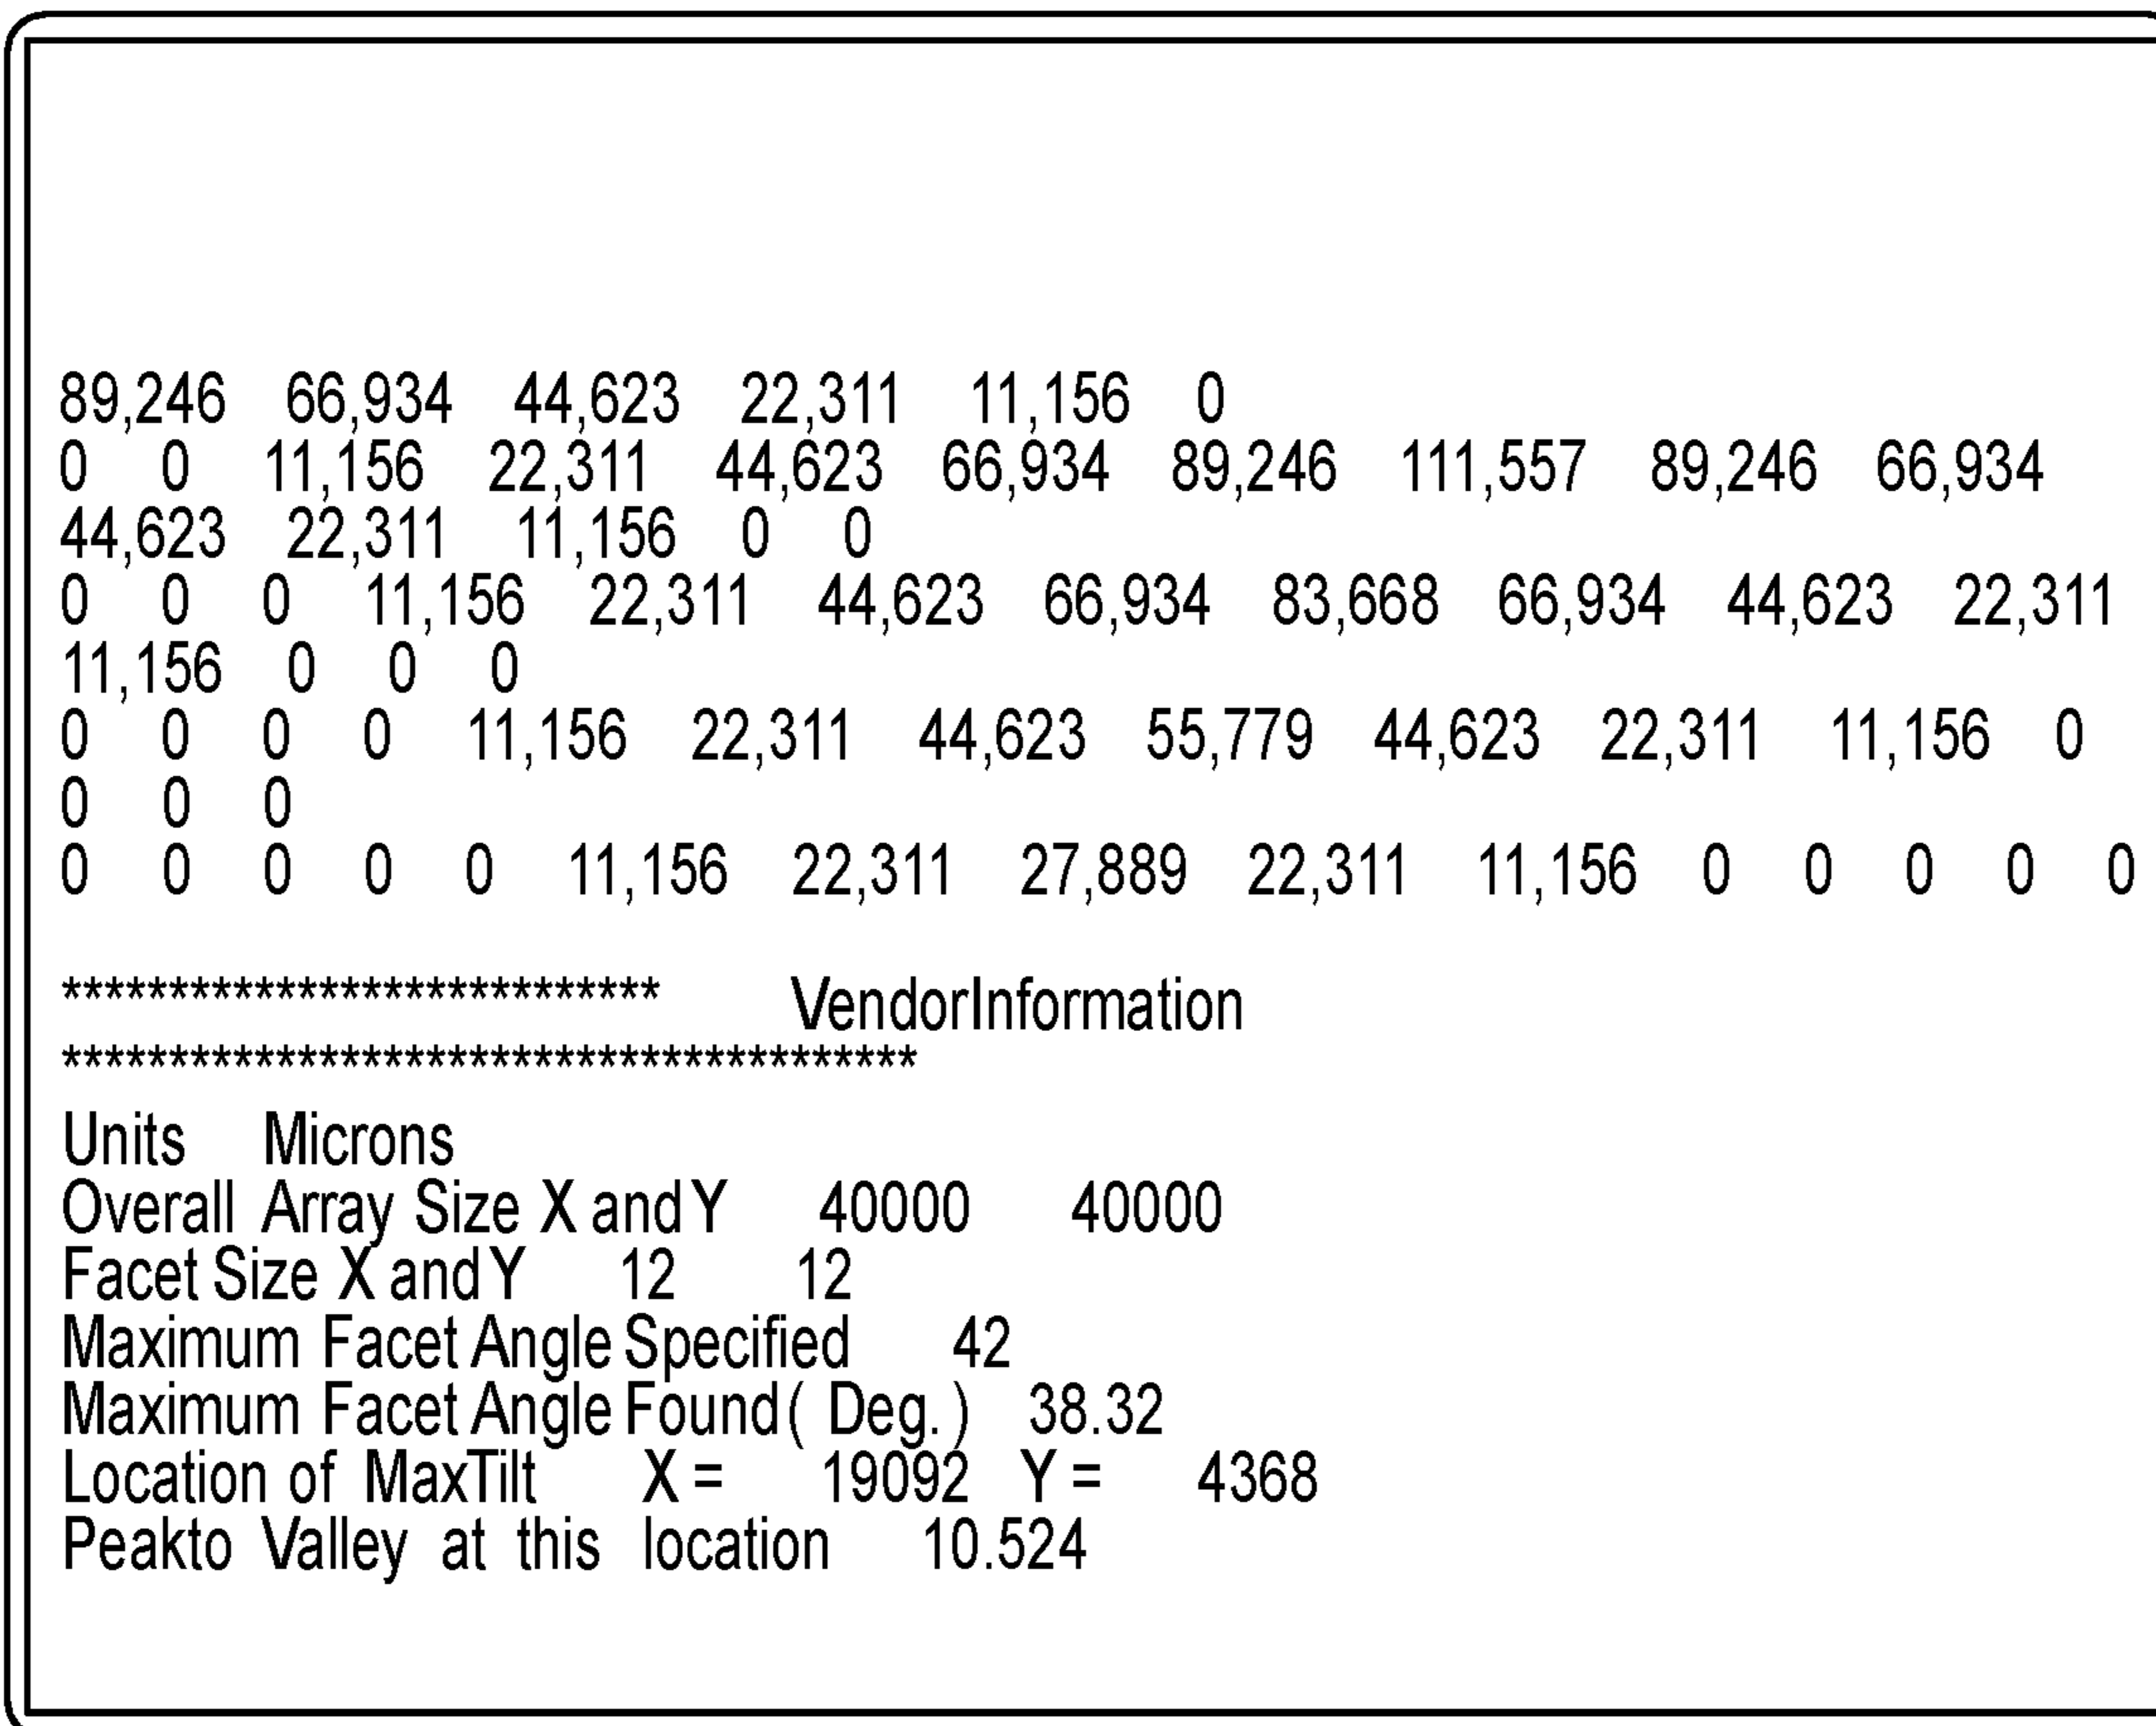 89,246 66,934 44,623 22,311 11,156 0
0 0 11,156 22,311 44,623 66,934 89,246 111,557 89,246 66,934
44,623 22,311 11,156 0 0
0 0 0 11,156 22,311 44,623 66,934 83,668 66,934 44,623 22,311
11,156 0 0 0
0 0 0 0 11,156 22,311 44,623 55,779 44,623 22,311 11,156 0
0 0 0
0 0 0 0 0 11,156 22,311 27,889 22,311 11,156 0 0 0 0 0
**************************** VendorInformation
****************************************
Units Microns
Overall Array Size X and Y 40000 40000
Facet Size X and Y 12 12
Maximum Facet Angle Specified 42
Maximum Facet Angle Found ( Deg. ) 38.32
Location of MaxTilt X = 19092 Y = 4368
Peakto Valley at this location 10.524